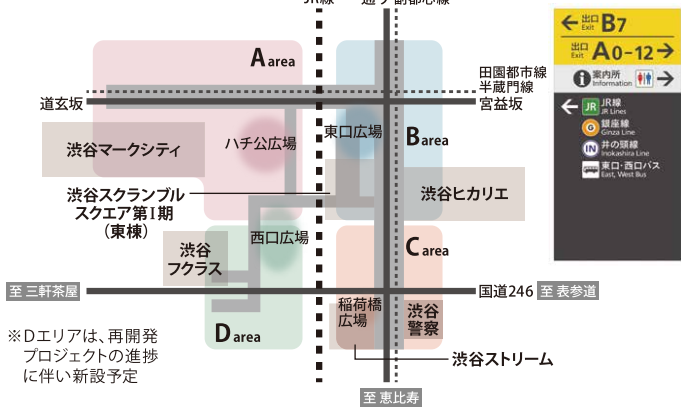 JR線
通り 副都心線
A area
田園都市線
半蔵門線
道玄坂
宮益坂
ハチ公広場
東口広場
B area
渋谷マークシティ
渋谷スクランブル
スクエア第I期
(東棟)
渋谷ヒカリエ
西口広場
渋谷
フクラス
C area
至 三軒茶屋
国道246
至 表参道
稲荷橋
広場
渋谷
警察
D area
渋谷ストリーム
※Dエリアは、再開発
プロジェクトの進捗
に伴い新設予定
至 恵比寿
← 出口 Exit B7
出口 Exit A0-12 →
案内所
Information →
← JR JR線
JR Lines
G 銀座線
Ginza Line
IN 井の頭線
Inokashira Line
東口・西口バス
East, West Bus